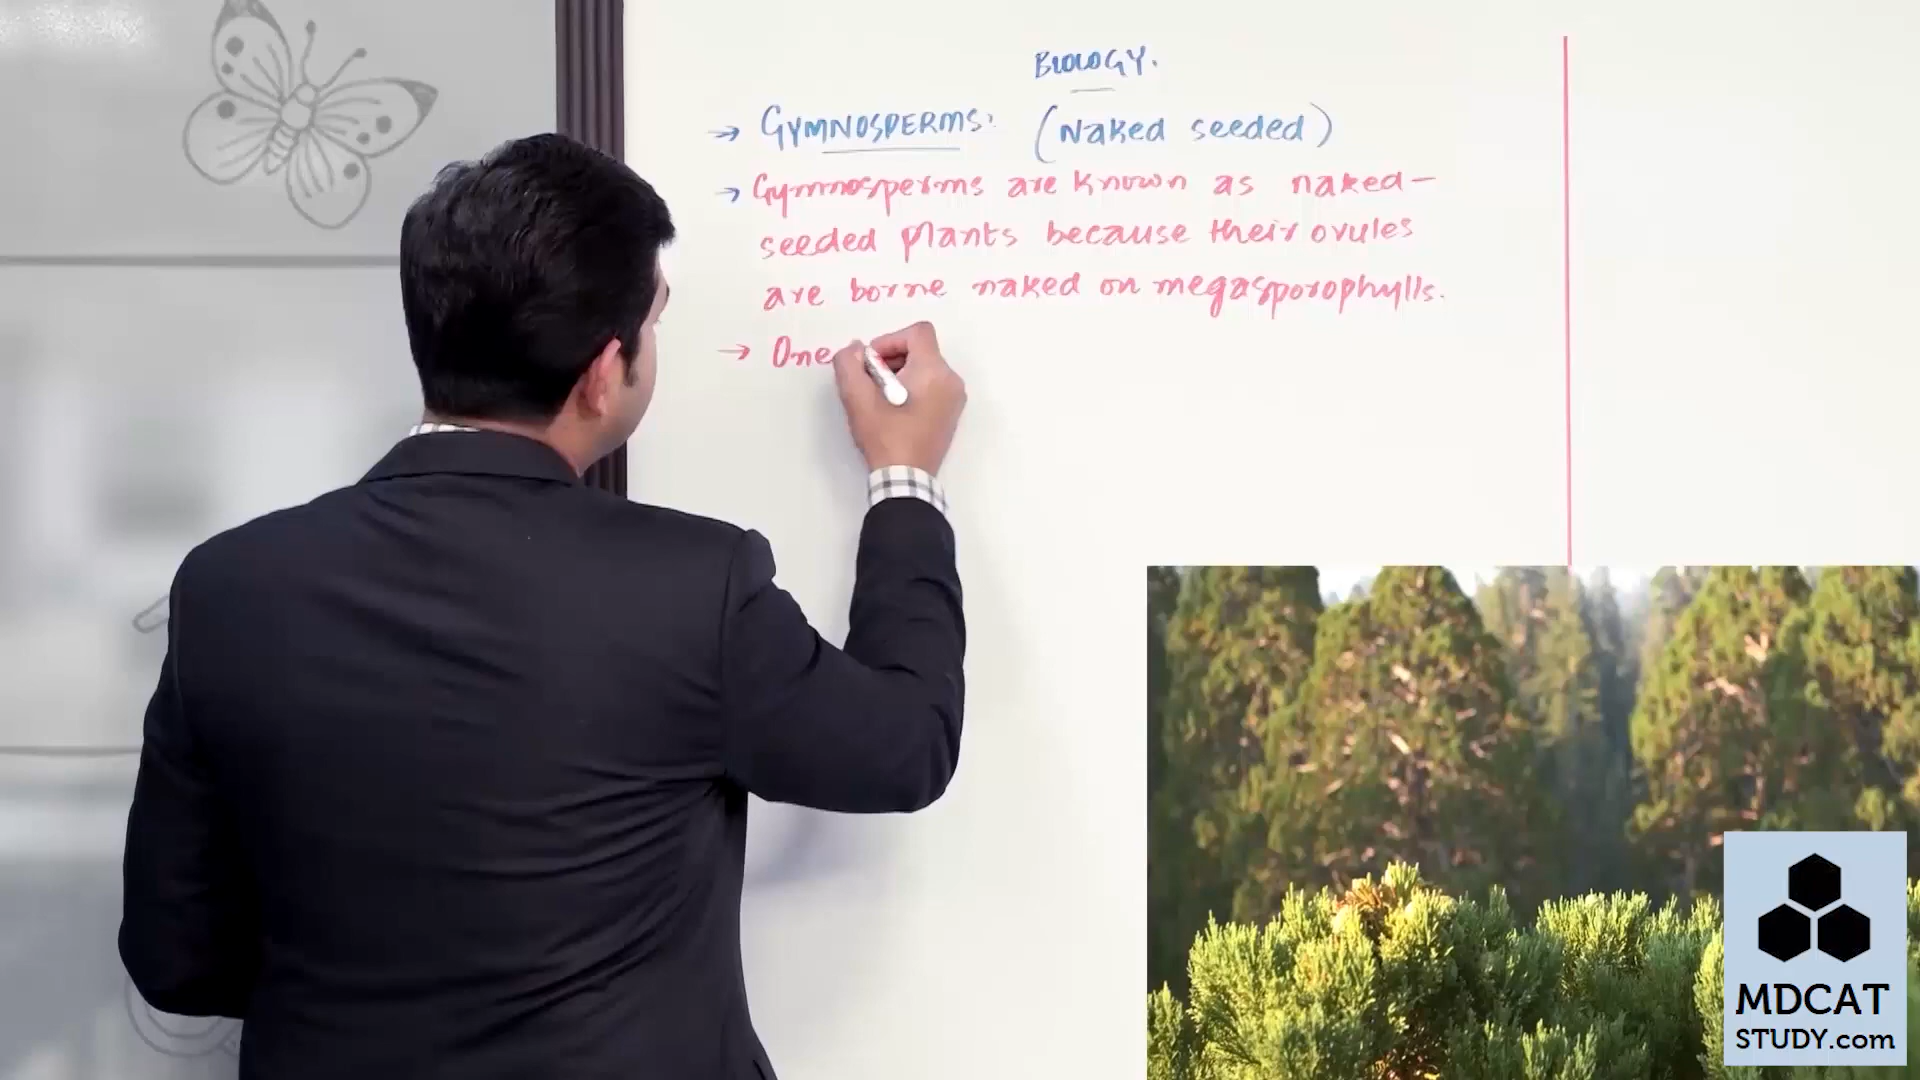 BIOLOGY.
→ GYMNOSPERMS: (Naked seeded)
→ Gymnosperms are known as naked-
seeded plants because their ovules
are borne naked on megasporophylls.
→ One
MDCAT
STUDY.com